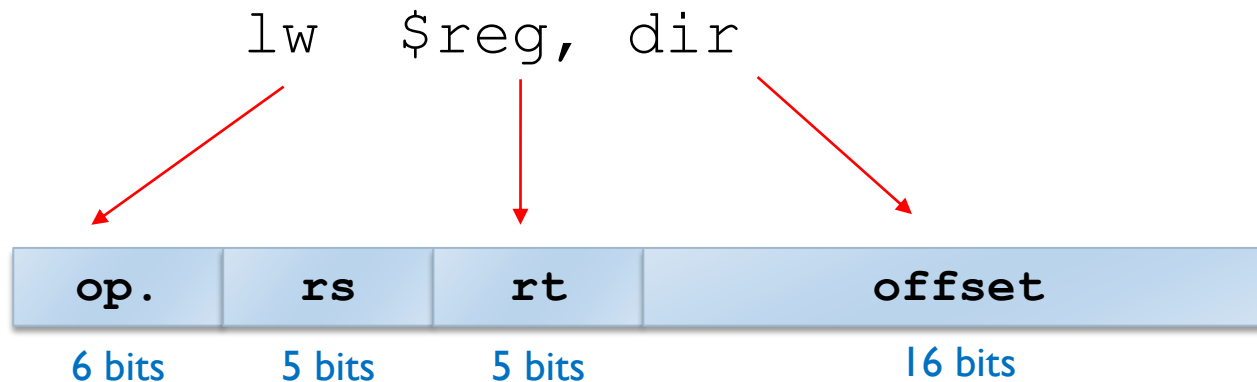 lw $reg, dir
op. rs rt offset
6 bits 5 bits 5 bits 16 bits